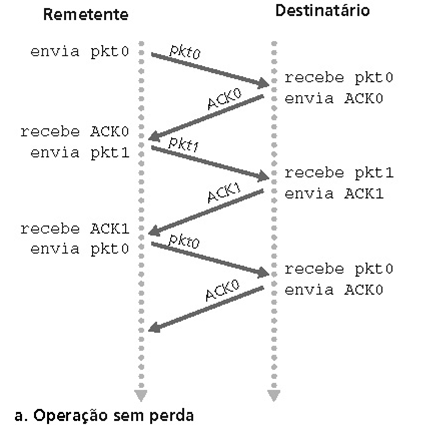 Remetente
Destinatário
envia pkt0
pkt0
recebe pkt0
envia ACK0
ACK0
recebe ACK0
envia pkt1
pkt1
recebe pkt1
envia ACK1
ACK1
recebe ACK1
envia pkt0
pkt0
recebe pkt0
envia ACK0
ACK0
a. Operação sem perda